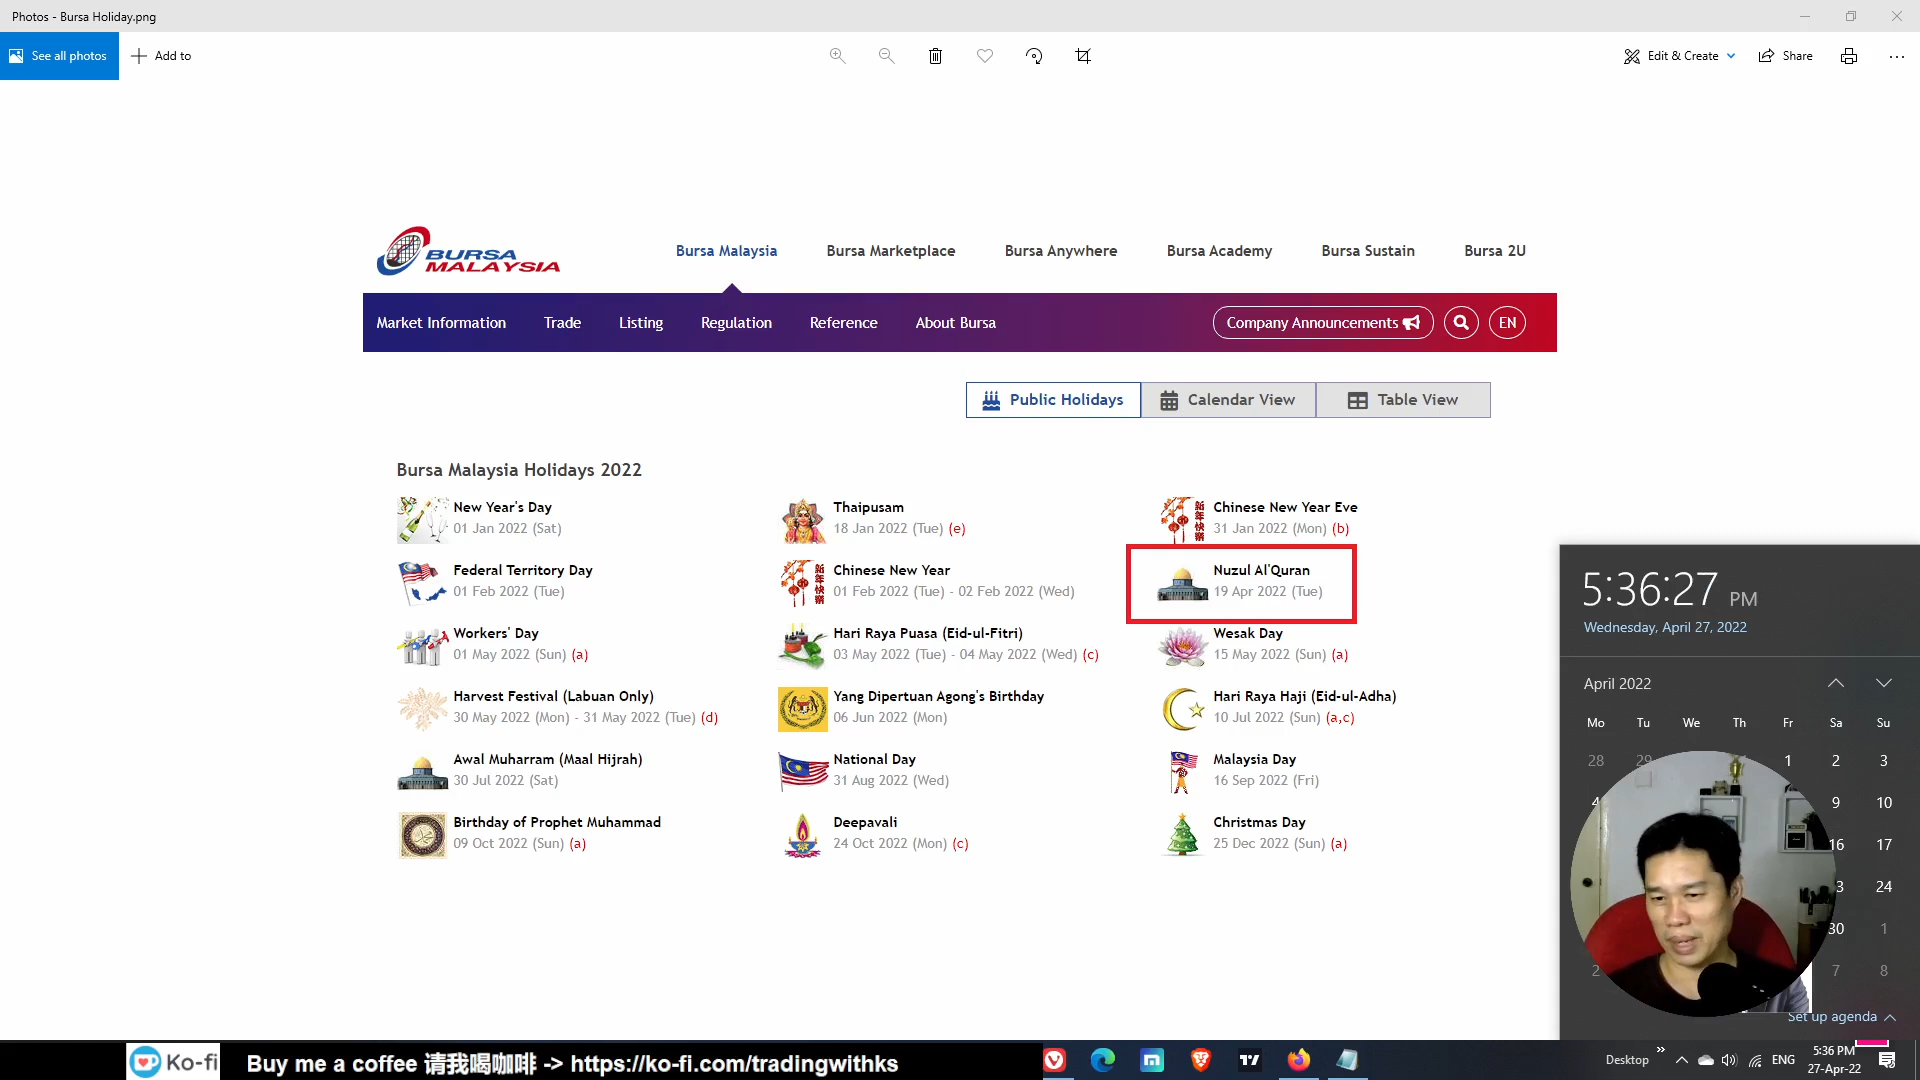 Photos - Bursa Holiday.png
See all photos
Add to
Edit & Create
Share
BURSA
MALAYSIA
Bursa Malaysia
Bursa Marketplace
Bursa Anywhere
Bursa Academy
Bursa Sustain
Bursa 2U
Market Information
Trade
Listing
Regulation
Reference
About Bursa
Company Announcements
EN
Public Holidays
Calendar View
Table View
Bursa Malaysia Holidays 2022
New Year's Day
01 Jan 2022 (Sat)
Thaipusam
18 Jan 2022 (Tue) (e)
新年快樂
Chinese New Year Eve
31 Jan 2022 (Mon) (b)
Federal Territory Day
01 Feb 2022 (Tue)
新年快樂
Chinese New Year
01 Feb 2022 (Tue) - 02 Feb 2022 (Wed)
Nuzul Al'Quran
19 Apr 2022 (Tue)
Workers' Day
01 May 2022 (Sun) (a)
Hari Raya Puasa (Eid-ul-Fitri)
03 May 2022 (Tue) - 04 May 2022 (Wed) (c)
Wesak Day
15 May 2022 (Sun) (a)
Harvest Festival (Labuan Only)
30 May 2022 (Mon) - 31 May 2022 (Tue) (d)
Yang Dipertuan Agong's Birthday
06 Jun 2022 (Mon)
Hari Raya Haji (Eid-ul-Adha)
10 Jul 2022 (Sun) (a,c)
Awal Muharram (Maal Hijrah)
30 Jul 2022 (Sat)
National Day
31 Aug 2022 (Wed)
Malaysia Day
16 Sep 2022 (Fri)
Birthday of Prophet Muhammad
09 Oct 2022 (Sun) (a)
Deepavali
24 Oct 2022 (Mon) (c)
Christmas Day
25 Dec 2022 (Sun) (a)
5:36:27 PM
Wednesday, April 27, 2022
April 2022
Mo Tu We Th Fr Sa Su
28 29 1 2 3
4 9 10
16 17
24
30 1
7 8
Set up agenda
Ko-fi
Buy me a coffee 请我喝咖啡 -> https://ko-fi.com/tradingwithks
Desktop
ENG
5:36 PM
27-Apr-22